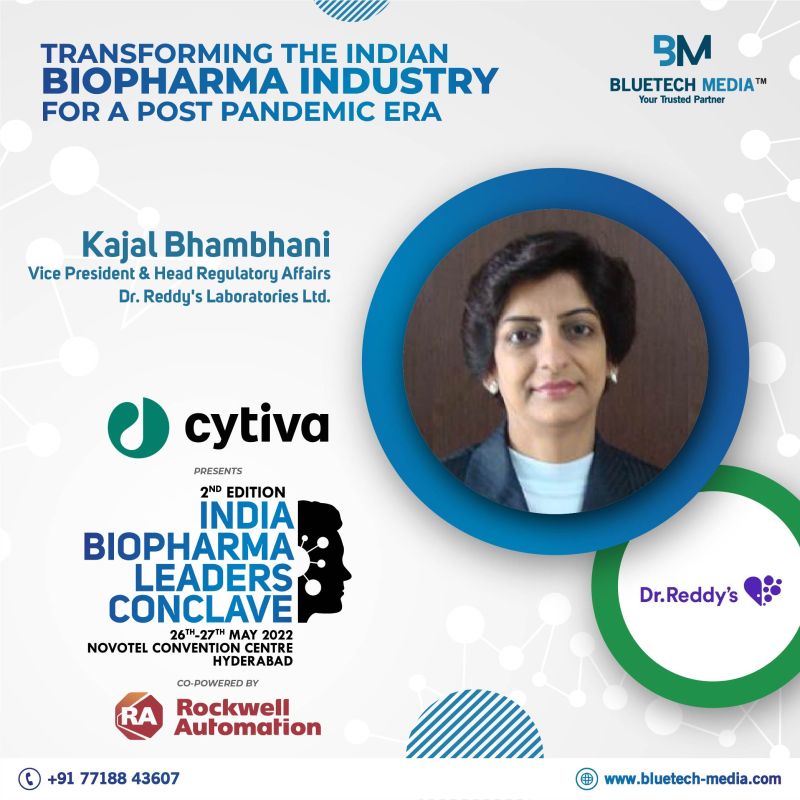 TRANSFORMING THE INDIAN
BIOPHARMA INDUSTRY
FOR A POST PANDEMIC ERA
BM
BLUETECH MEDIA™
Your Trusted Partner
Kajal Bhambhani
Vice President & Head Regulatory Affairs
Dr. Reddy's Laboratories Ltd.
cytiva
PRESENTS
2ND EDITION
INDIA
BIOPHARMA
LEADERS
CONCLAVE
26TH-27TH MAY 2022
NOVOTEL CONVENTION CENTRE
HYDERABAD
CO-POWERED BY
RA
Rockwell
Automation
Dr.Reddy's
+91 77188 43607
www.bluetech-media.com